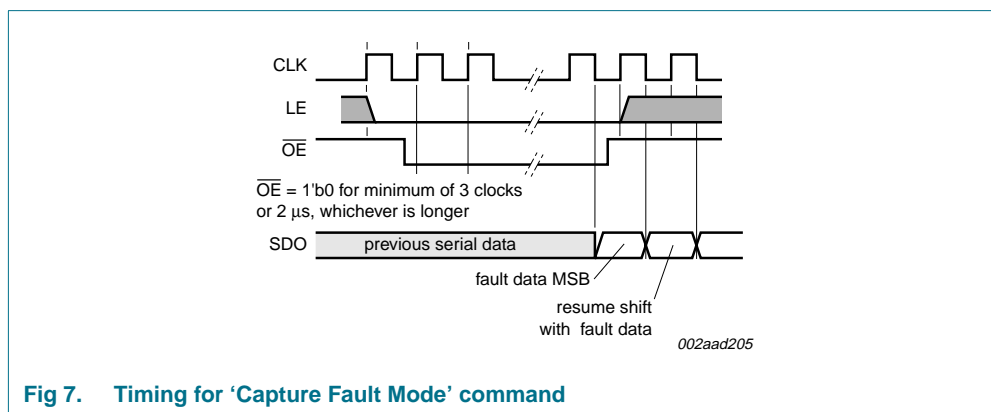 CLK
LE
OE
OE = 1'b0 for minimum of 3 clocks
or 2 μs, whichever is longer
SDO
previous serial data
fault data MSB
resume shift
with fault data
002aad205
Fig 7. Timing for ‘Capture Fault Mode’ command